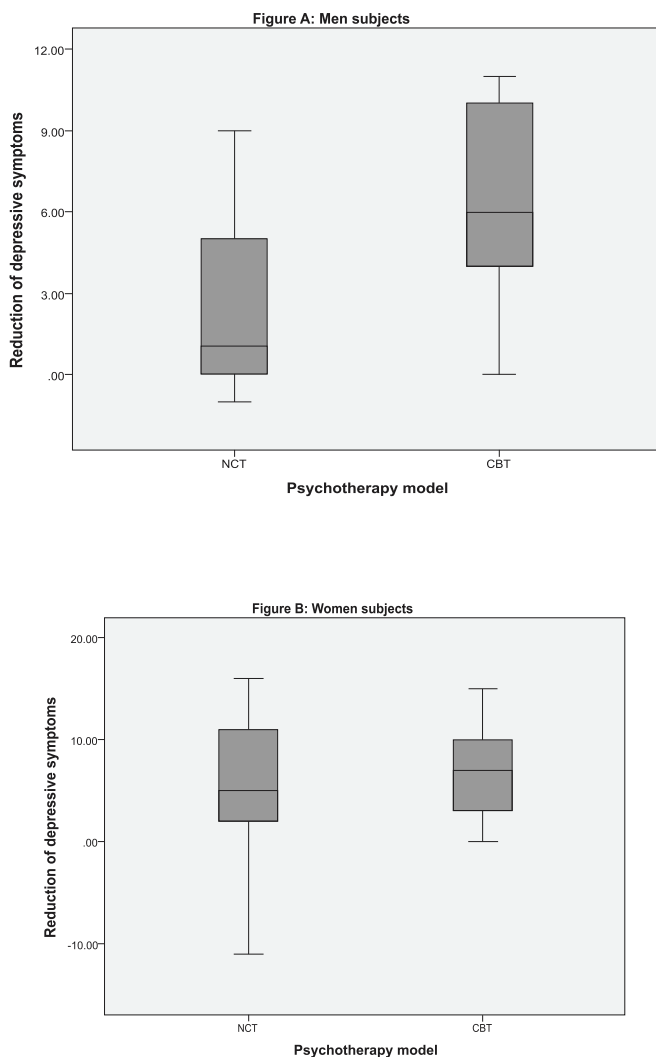 Figure A: Men subjects
12.00
9.00
6.00
3.00
.00
Reduction of depressive symptoms
NCT CBT
Psychotherapy model
Figure B: Women subjects
20.00
10.00
.00
-10.00
Reduction of depressive symptoms
NCT CBT
Psychotherapy model